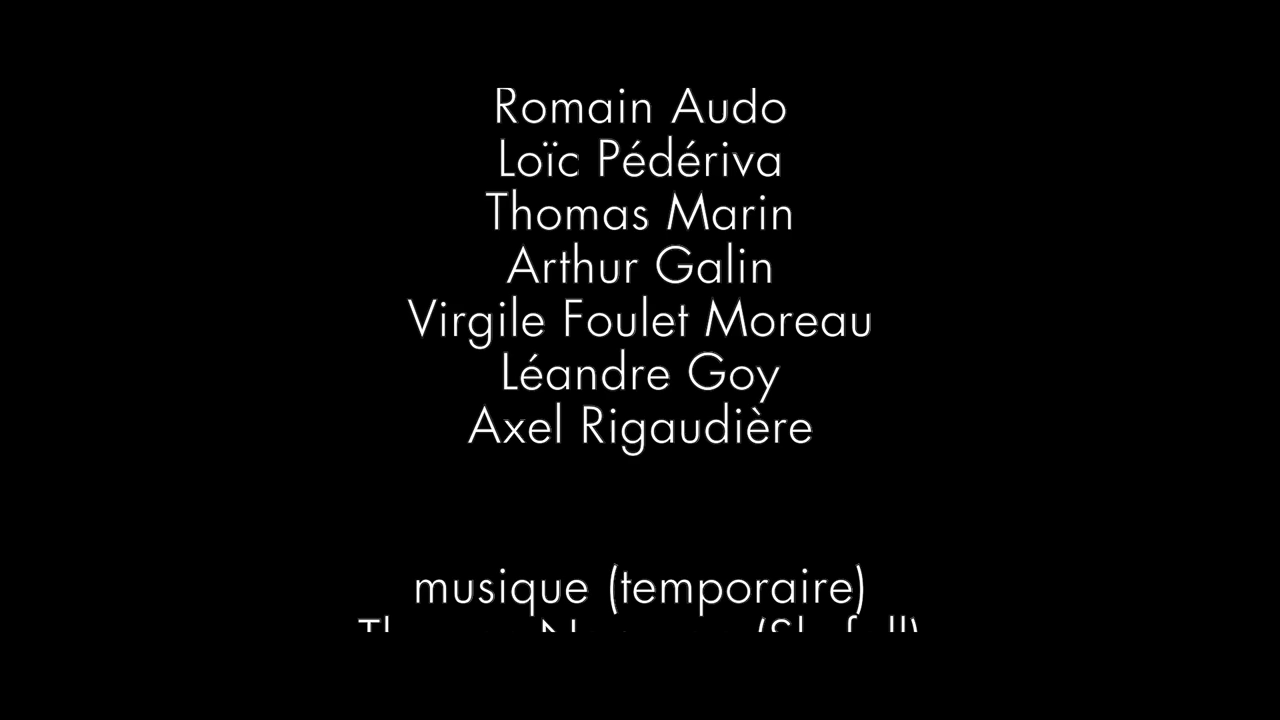 Romain Audo
Loïc Pédériva
Thomas Marin
Arthur Galin
Virgile Foulet Moreau
Léandre Goy
Axel Rigaudière
musique (temporaire)